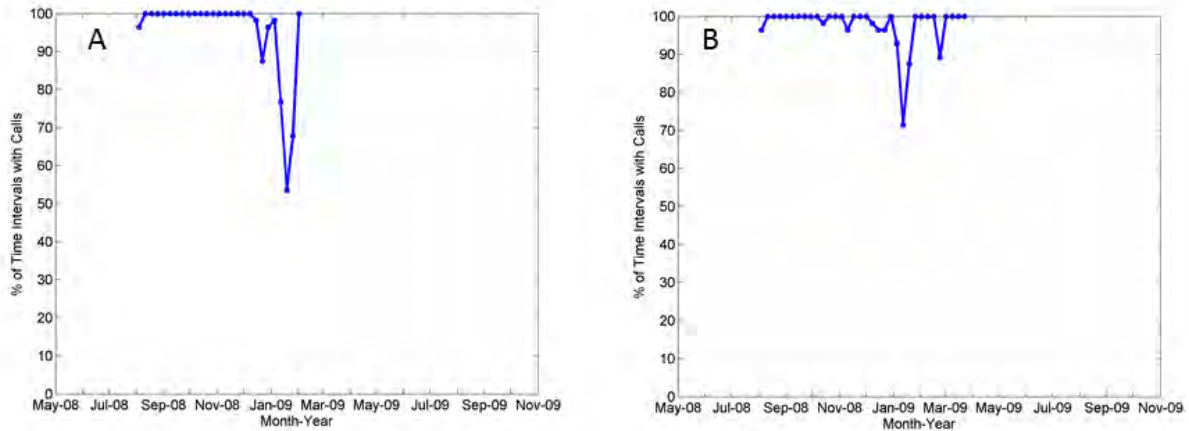 A
100
90
80
70
60
50
40
30
20
10
0
% of Time Intervals with Calls
May-08 Jul-08 Sep-08 Nov-08 Jan-09 Mar-09 May-09 Jul-09 Sep-09 Nov-09
Month-Year
B
100
90
80
70
60
50
40
30
20
10
0
% of Time Intervals with Calls
May-08 Jul-08 Sep-08 Nov-08 Jan-09 Mar-09 May-09 Jul-09 Sep-09 Nov-09
Month-Year